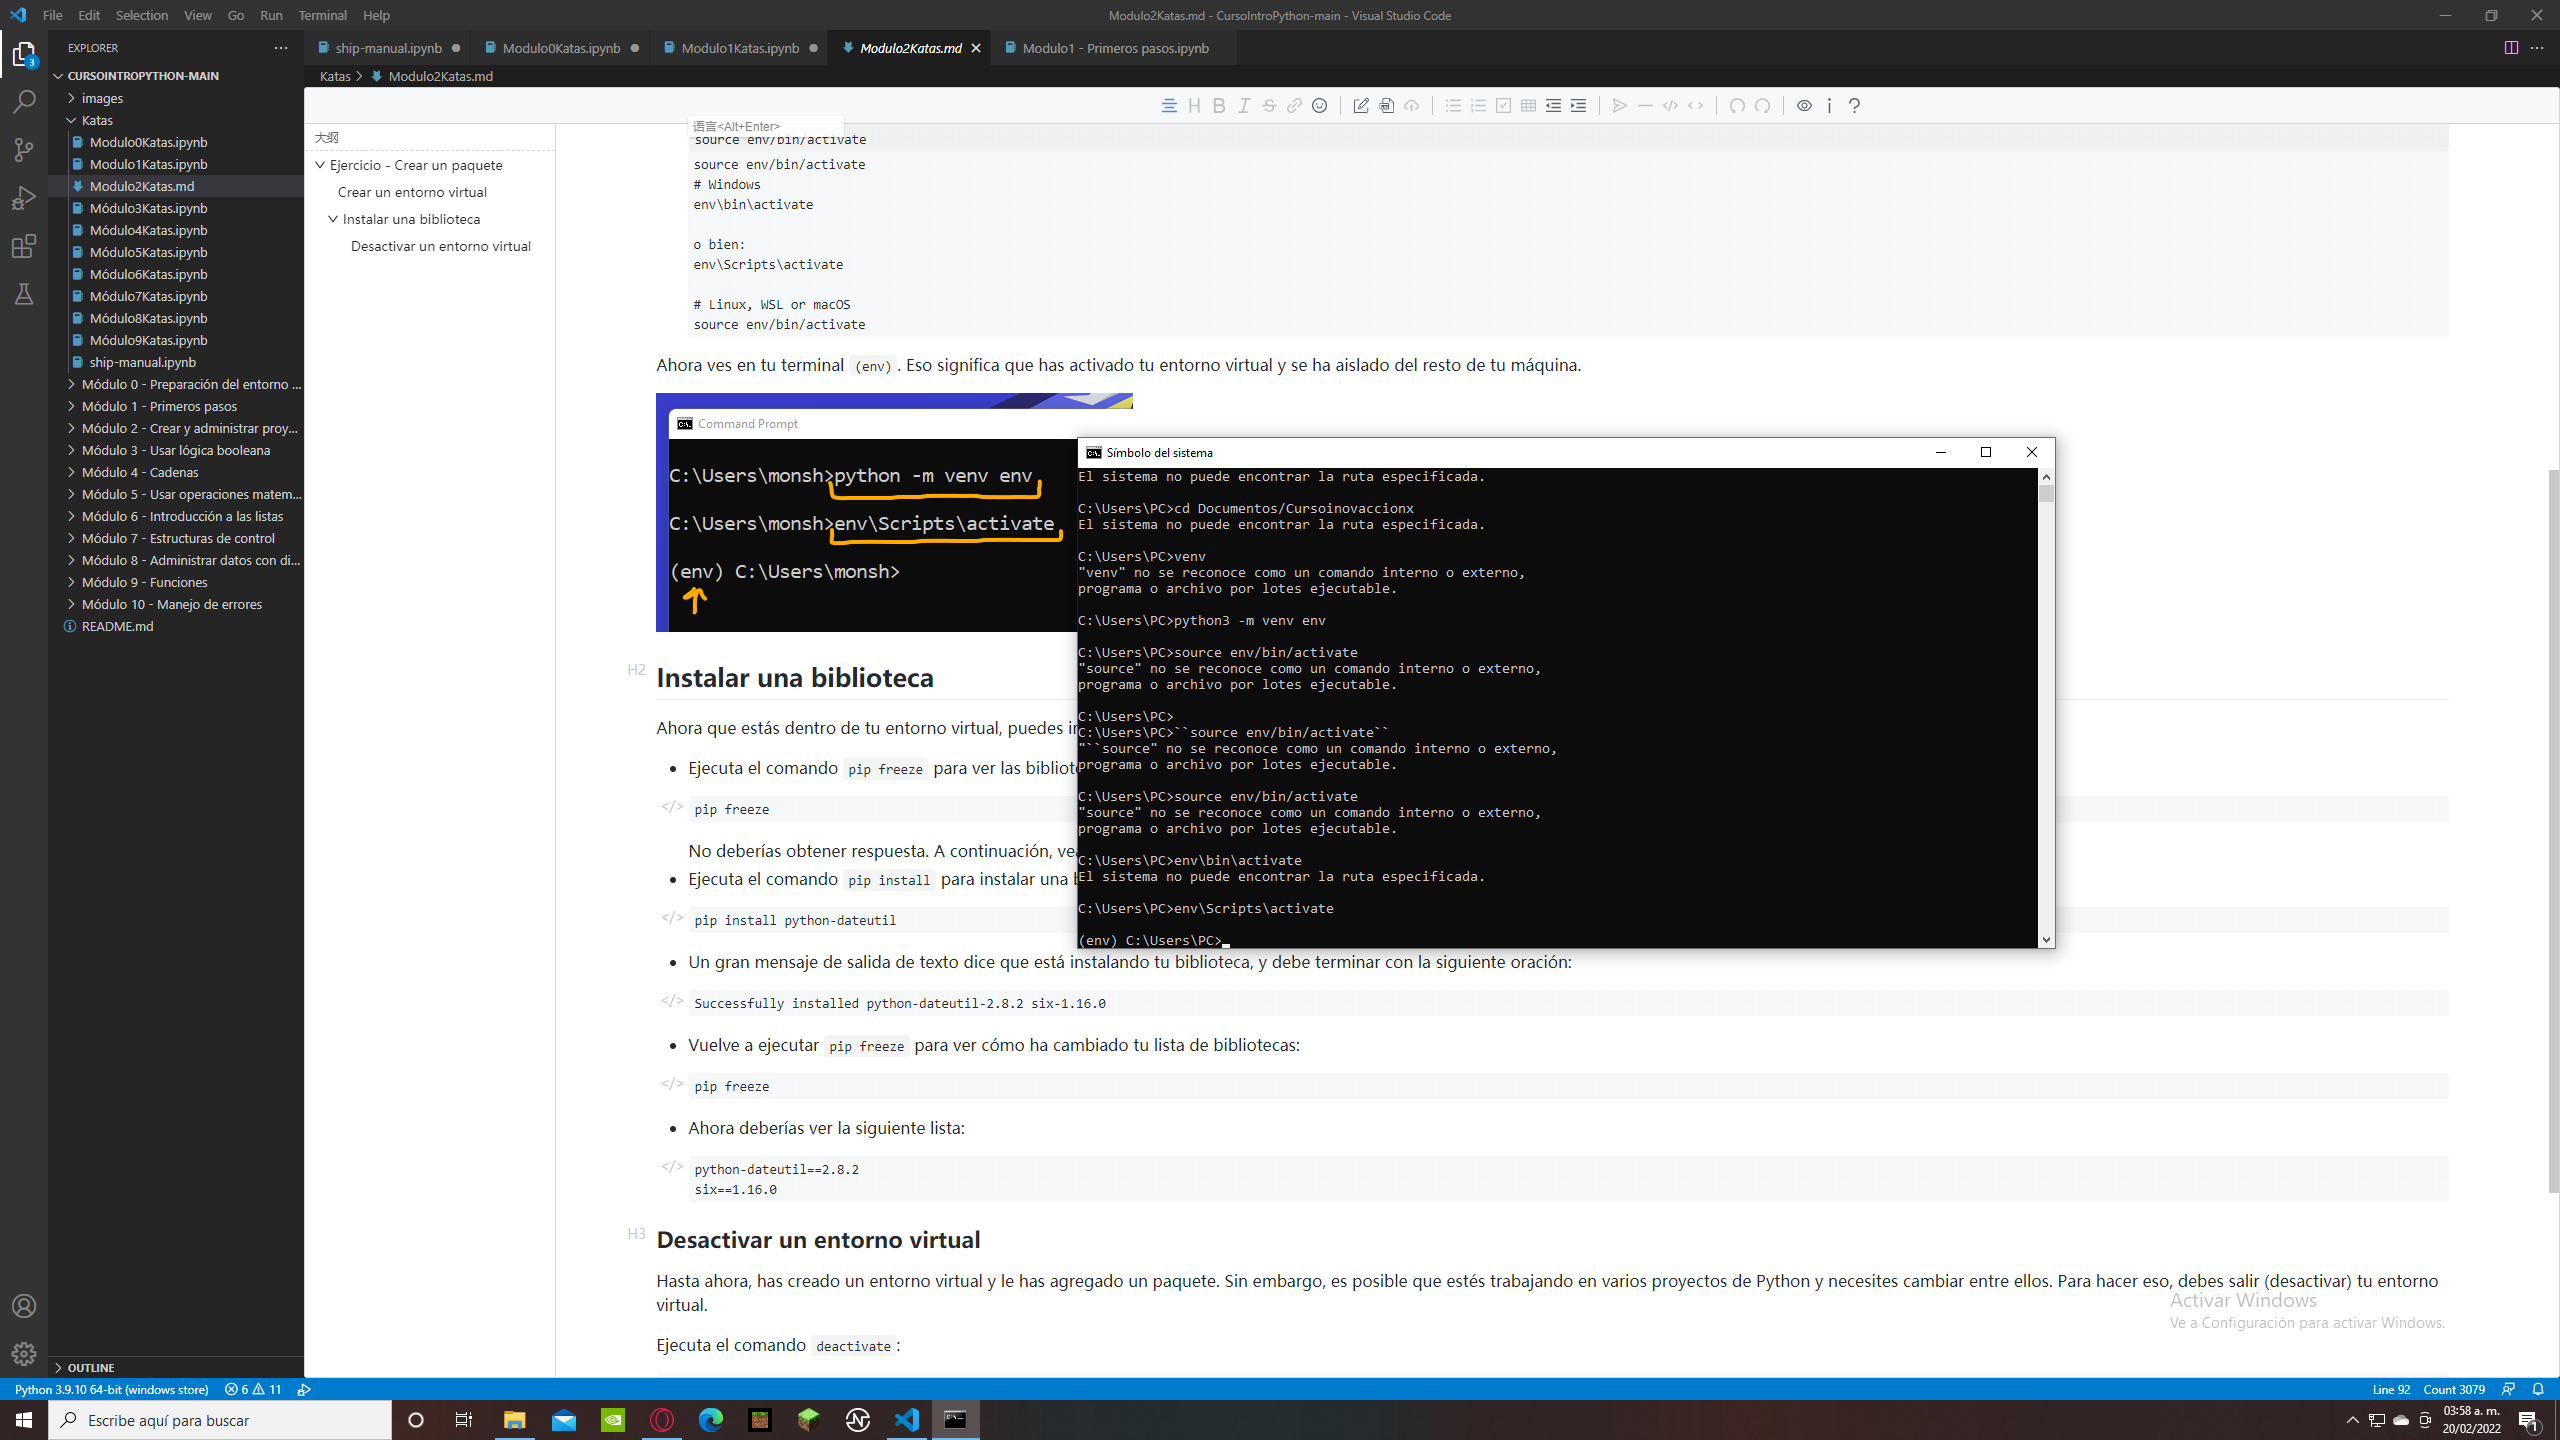 File Edit Selection View Go Run Terminal Help
Modulo2Katas.md - CursoIntroPython-main - Visual Studio Code
EXPLORER
ship-manual.ipynb
Modulo0Katas.ipynb
Modulo1Katas.ipynb
Modulo2Katas.md
Modulo1 - Primeros pasos.ipynb
3
CURSOINTROPYTHON-MAIN
images
Katas
Modulo0Katas.ipynb
Modulo1Katas.ipynb
Modulo2Katas.md
Módulo3Katas.ipynb
Módulo4Katas.ipynb
Módulo5Katas.ipynb
Módulo6Katas.ipynb
Módulo7Katas.ipynb
Módulo8Katas.ipynb
Módulo9Katas.ipynb
ship-manual.ipynb
Módulo 0 - Preparación del entorno ...
Módulo 1 - Primeros pasos
Módulo 2 - Crear y administrar proy...
Módulo 3 - Usar lógica booleana
Módulo 4 - Cadenas
Módulo 5 - Usar operaciones matem...
Módulo 6 - Introducción a las listas
Módulo 7 - Estructuras de control
Módulo 8 - Administrar datos con di...
Módulo 9 - Funciones
Módulo 10 - Manejo de errores
README.md
OUTLINE
Katas > Modulo2Katas.md
大纲
Ejercicio - Crear un paquete
Crear un entorno virtual
Instalar una biblioteca
Desactivar un entorno virtual
语言<Alt+Enter>
source env/bin/activate
source env/bin/activate
# Windows
env\bin\activate
o bien:
env\Scripts\activate
# Linux, WSL or macOS
source env/bin/activate
Ahora ves en tu terminal (env) . Eso significa que has activado tu entorno virtual y se ha aislado del resto de tu máquina.
Command Prompt
C:\Users\monsh>python -m venv env
C:\Users\monsh>env\Scripts\activate
(env) C:\Users\monsh>
H2
Instalar una biblioteca
Ahora que estás dentro de tu entorno virtual, puedes
Ejecuta el comando pip freeze para ver las
</> pip freeze
No deberías obtener respuesta. A continuación,
Ejecuta el comando pip install para instalar una
</> pip install python-dateutil
Un gran mensaje de salida de texto dice que está instalando tu biblioteca, y debe terminar con la siguiente oración:
</> Successfully installed python-dateutil-2.8.2 six-1.16.0
Vuelve a ejecutar pip freeze para ver cómo ha cambiado tu lista de bibliotecas:
</> pip freeze
Ahora deberías ver la siguiente lista:
</> python-dateutil==2.8.2
six==1.16.0
H3
Desactivar un entorno virtual
Hasta ahora, has creado un entorno virtual y le has agregado un paquete. Sin embargo, es posible que estés trabajando en varios proyectos de Python y necesites cambiar entre ellos. Para hacer eso, debes salir (desactivar) tu entorno
virtual.
Ejecuta el comando deactivate :
Símbolo del sistema
El sistema no puede encontrar la ruta especificada.
C:\Users\PC>cd Documentos/Cursoinovaccionx
El sistema no puede encontrar la ruta especificada.
C:\Users\PC>venv
"venv" no se reconoce como un comando interno o externo,
programa o archivo por lotes ejecutable.
C:\Users\PC>python3 -m venv env
C:\Users\PC>source env/bin/activate
"source" no se reconoce como un comando interno o externo,
programa o archivo por lotes ejecutable.
C:\Users\PC>
C:\Users\PC>``source env/bin/activate``
"``source" no se reconoce como un comando interno o externo,
programa o archivo por lotes ejecutable.
C:\Users\PC>source env/bin/activate
"source" no se reconoce como un comando interno o externo,
programa o archivo por lotes ejecutable.
C:\Users\PC>env\bin\activate
El sistema no puede encontrar la ruta especificada.
C:\Users\PC>env\Scripts\activate
(env) C:\Users\PC>
Activar Windows
Ve a Configuración para activar Windows.
Python 3.9.10 64-bit (windows store) 6 11
Line 92 Count 3079
Escribe aquí para buscar
03:58 a. m.
20/02/2022
1